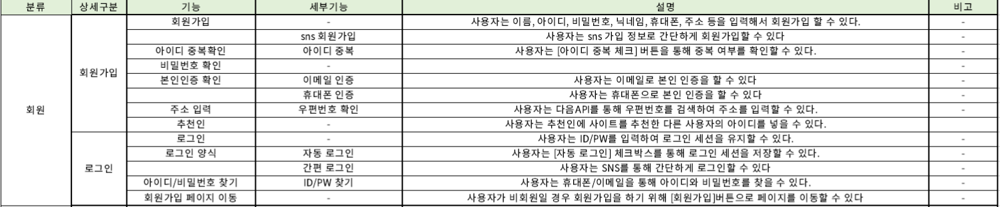 분류 상세구분 기능 세부기능 설명 비고
회원가입 - 사용자는 이름, 아이디, 비밀번호, 닉네임, 휴대폰, 주소 등을 입력해서 회원가입 할 수 있다. -
sns 회원가입 사용자는 sns 가입 정보로 간단하게 회원가입할 수 있다 -
아이디 중복확인 아이디 중복 사용자는 [아이디 중복 체크] 버튼을 통해 중복 여부를 확인할 수 있다. -
비밀번호 확인 - -
회원가입
본인인증 확인 이메일 인증 사용자는 이메일로 본인 인증을 할 수 있다 -
휴대폰 인증 사용자는 휴대폰으로 본인 인증을 할 수 있다 -
회원
주소 입력 우편번호 확인 사용자는 다음API를 통해 우편번호를 검색하여 주소를 입력할 수 있다. -
추천인 - 사용자는 추천인에 사이트를 추천한 다른 사용자의 아이디를 넣을 수 있다.
로그인 - 사용자는 ID/PW를 입력하여 로그인 세션을 유지할 수 있다. -
로그인 양식 자동 로그인 사용자는 [자동 로그인] 체크박스를 통해 로그인 세션을 저장할 수 있다. -
로그인
간편 로그인 사용자는 SNS를 통해 간단하게 로그인할 수 있다 -
아이디/비밀번호 찾기 ID/PW 찾기 사용자는 휴대폰/이메일을 통해 아이디와 비밀번호를 찾을 수 있다. -
회원가입 페이지 이동 - 사용자가 비회원일 경우 회원가입을 하기 위해 [회원가입]버튼으로 페이지를 이동할 수 있다 -